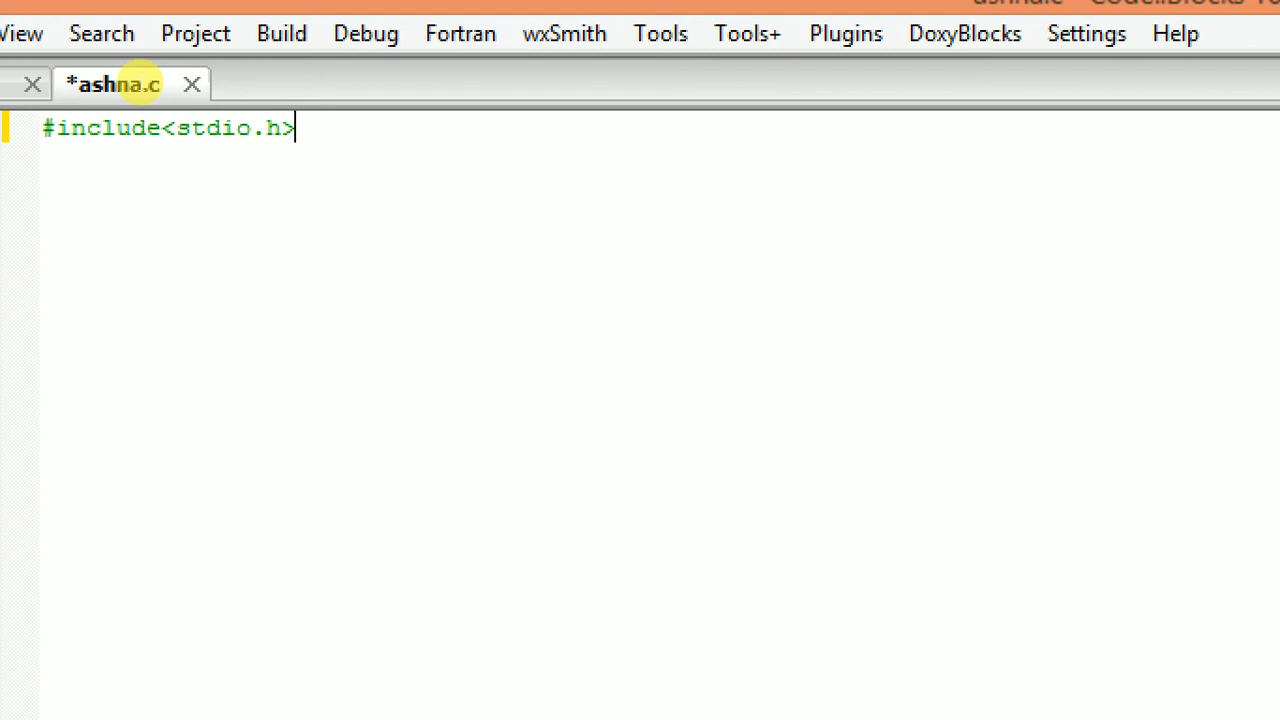 View Search Project Build Debug Fortran wxSmith Tools Tools+ Plugins DoxyBlocks Settings Help
*ashna.c
#include<stdio.h>